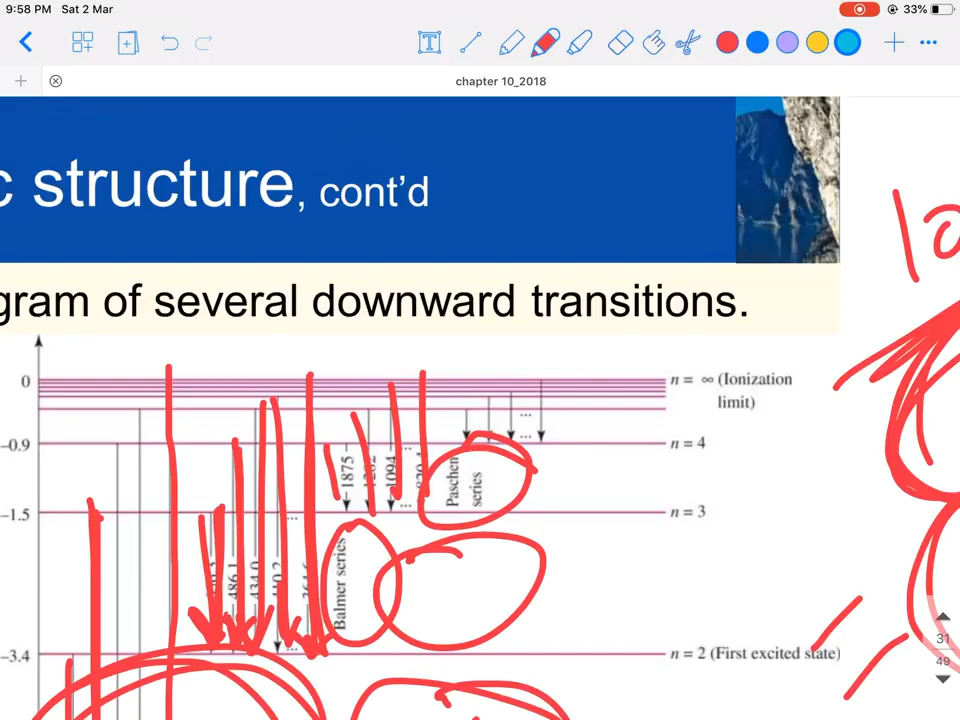 9:58 PM Sat 2 Mar
33%
chapter 10_2018
c structure, cont'd
gram of several downward transitions.
0
n = ∞ (Ionization
limit)
-0.9
n = 4
1875
1094
...
Paschen
series
-1.5
n = 3
486.1
434.0
Balmer series
-3.4
n = 2 (First excited state)
31
49